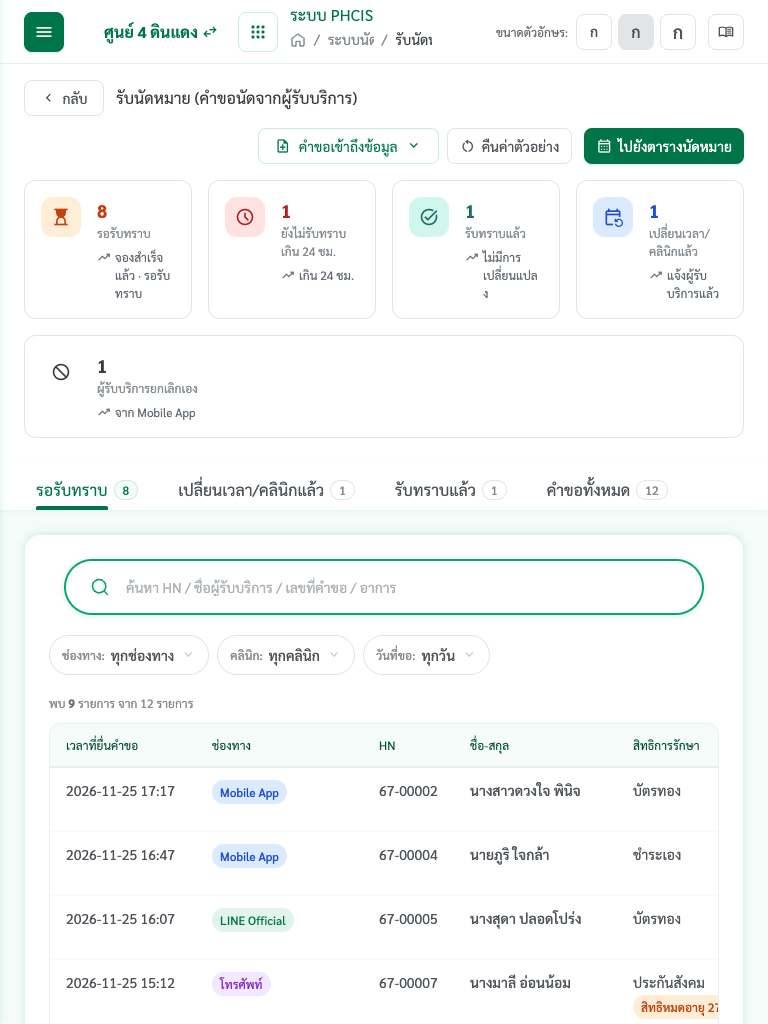 ศูนย์ 4 ดินแดง
ระบบ PHCIS
/ ระบบนัด / รับนัดห
ขนาดตัวอักษร: ก ก ก
กลับ
รับนัดหมาย (คำขอนัดจากผู้รับบริการ)
คำขอเข้าถึงข้อมูล
คืนค่าตัวอย่าง
ไปยังตารางนัดหมาย
8
รอรับทราบ
จองสำเร็จ
แล้ว · รอรับ
ทราบ
1
ยังไม่รับทราบ
เกิน 24 ชม.
เกิน 24 ชม.
1
รับทราบแล้ว
ไม่มีการ
เปลี่ยนแปล
ง
1
เปลี่ยนเวลา/
คลินิกแล้ว
แจ้งผู้รับ
บริการแล้ว
1
ผู้รับบริการยกเลิกเอง
จาก Mobile App
รอรับทราบ 8
เปลี่ยนเวลา/คลินิกแล้ว 1
รับทราบแล้ว 1
คำขอทั้งหมด 12
ค้นหา HN / ชื่อผู้รับบริการ / เลขที่คำขอ / อาการ
ช่องทาง: ทุกช่องทาง
คลินิก: ทุกคลินิก
วันที่ขอ: ทุกวัน
พบ 9 รายการ จาก 12 รายการ
เวลาที่ยื่นคำขอ ช่องทาง HN ชื่อ-สกุล สิทธิการรักษา
2026-11-25 17:17 Mobile App 67-00002 นางสาวดวงใจ พินิจ บัตรทอง
2026-11-25 16:47 Mobile App 67-00004 นายภูริ ใจกล้า ชำระเอง
2026-11-25 16:07 LINE Official 67-00005 นางสุดา ปลอดโปร่ง บัตรทอง
2026-11-25 15:12 โทรศัพท์ 67-00007 นางมาลี อ่อนน้อม ประกันสังคม
สิทธิหมดอายุ 27